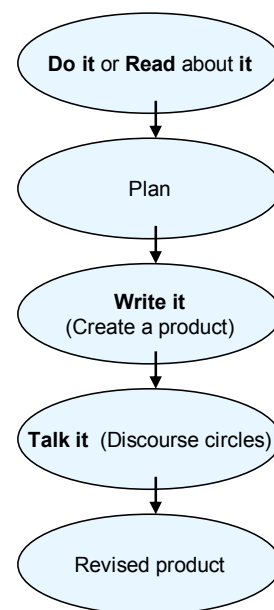 Do it or Read about it
Plan
Write it
(Create a product)
Talk it (Discourse circles)
Revised product